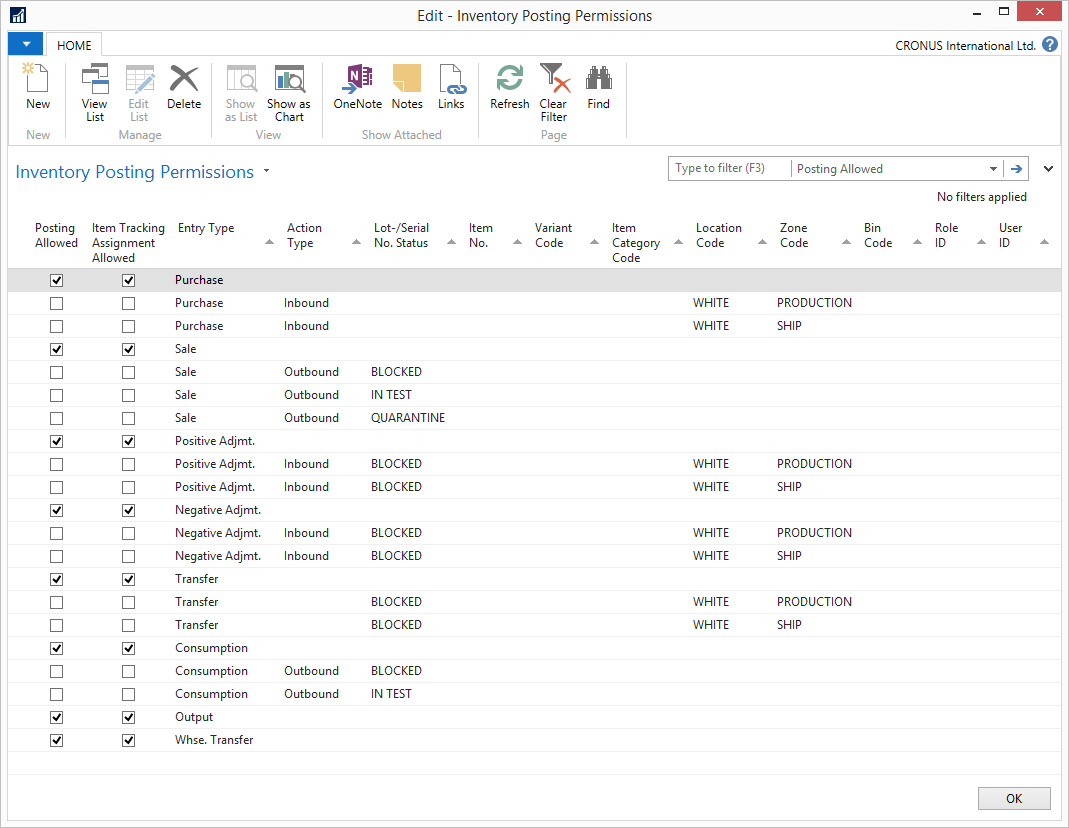 Edit - Inventory Posting Permissions
HOME
CRONUS International Ltd. ?
New
View List
Edit List
Delete
Show as List
Show as Chart
OneNote
Notes
Links
Refresh
Clear Filter
Find
New
Manage
View
Show Attached
Page
Inventory Posting Permissions
Type to filter (F3)
Posting Allowed
No filters applied
Posting Allowed
Item Tracking Assignment Allowed
Entry Type
Action Type
Lot-/Serial No. Status
Item No.
Variant Code
Item Category Code
Location Code
Zone Code
Bin Code
Role ID
User ID
Purchase
Purchase Inbound WHITE PRODUCTION
Purchase Inbound WHITE SHIP
Sale
Sale Outbound BLOCKED
Sale Outbound IN TEST
Sale Outbound QUARANTINE
Positive Adjmt.
Positive Adjmt. Inbound BLOCKED WHITE PRODUCTION
Positive Adjmt. Inbound BLOCKED WHITE SHIP
Negative Adjmt.
Negative Adjmt. Inbound BLOCKED WHITE PRODUCTION
Negative Adjmt. Inbound BLOCKED WHITE SHIP
Transfer
Transfer BLOCKED WHITE PRODUCTION
Transfer BLOCKED WHITE SHIP
Consumption
Consumption Outbound BLOCKED
Consumption Outbound IN TEST
Output
Whse. Transfer
OK